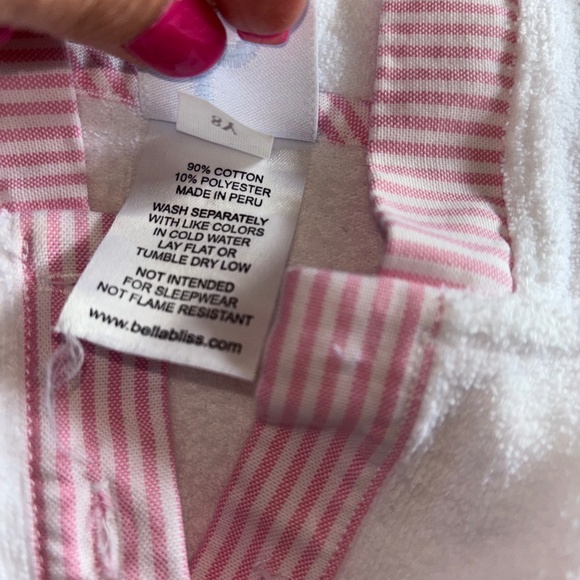 8Y
90% COTTON
10% POLYESTER
MADE IN PERU
WASH SEPARATELY
WITH LIKE COLORS
IN COLD WATER
LAY FLAT OR
TUMBLE DRY LOW
NOT INTENDED
FOR SLEEPWEAR
NOT FLAME RESISTANT
www.bellabliss.com